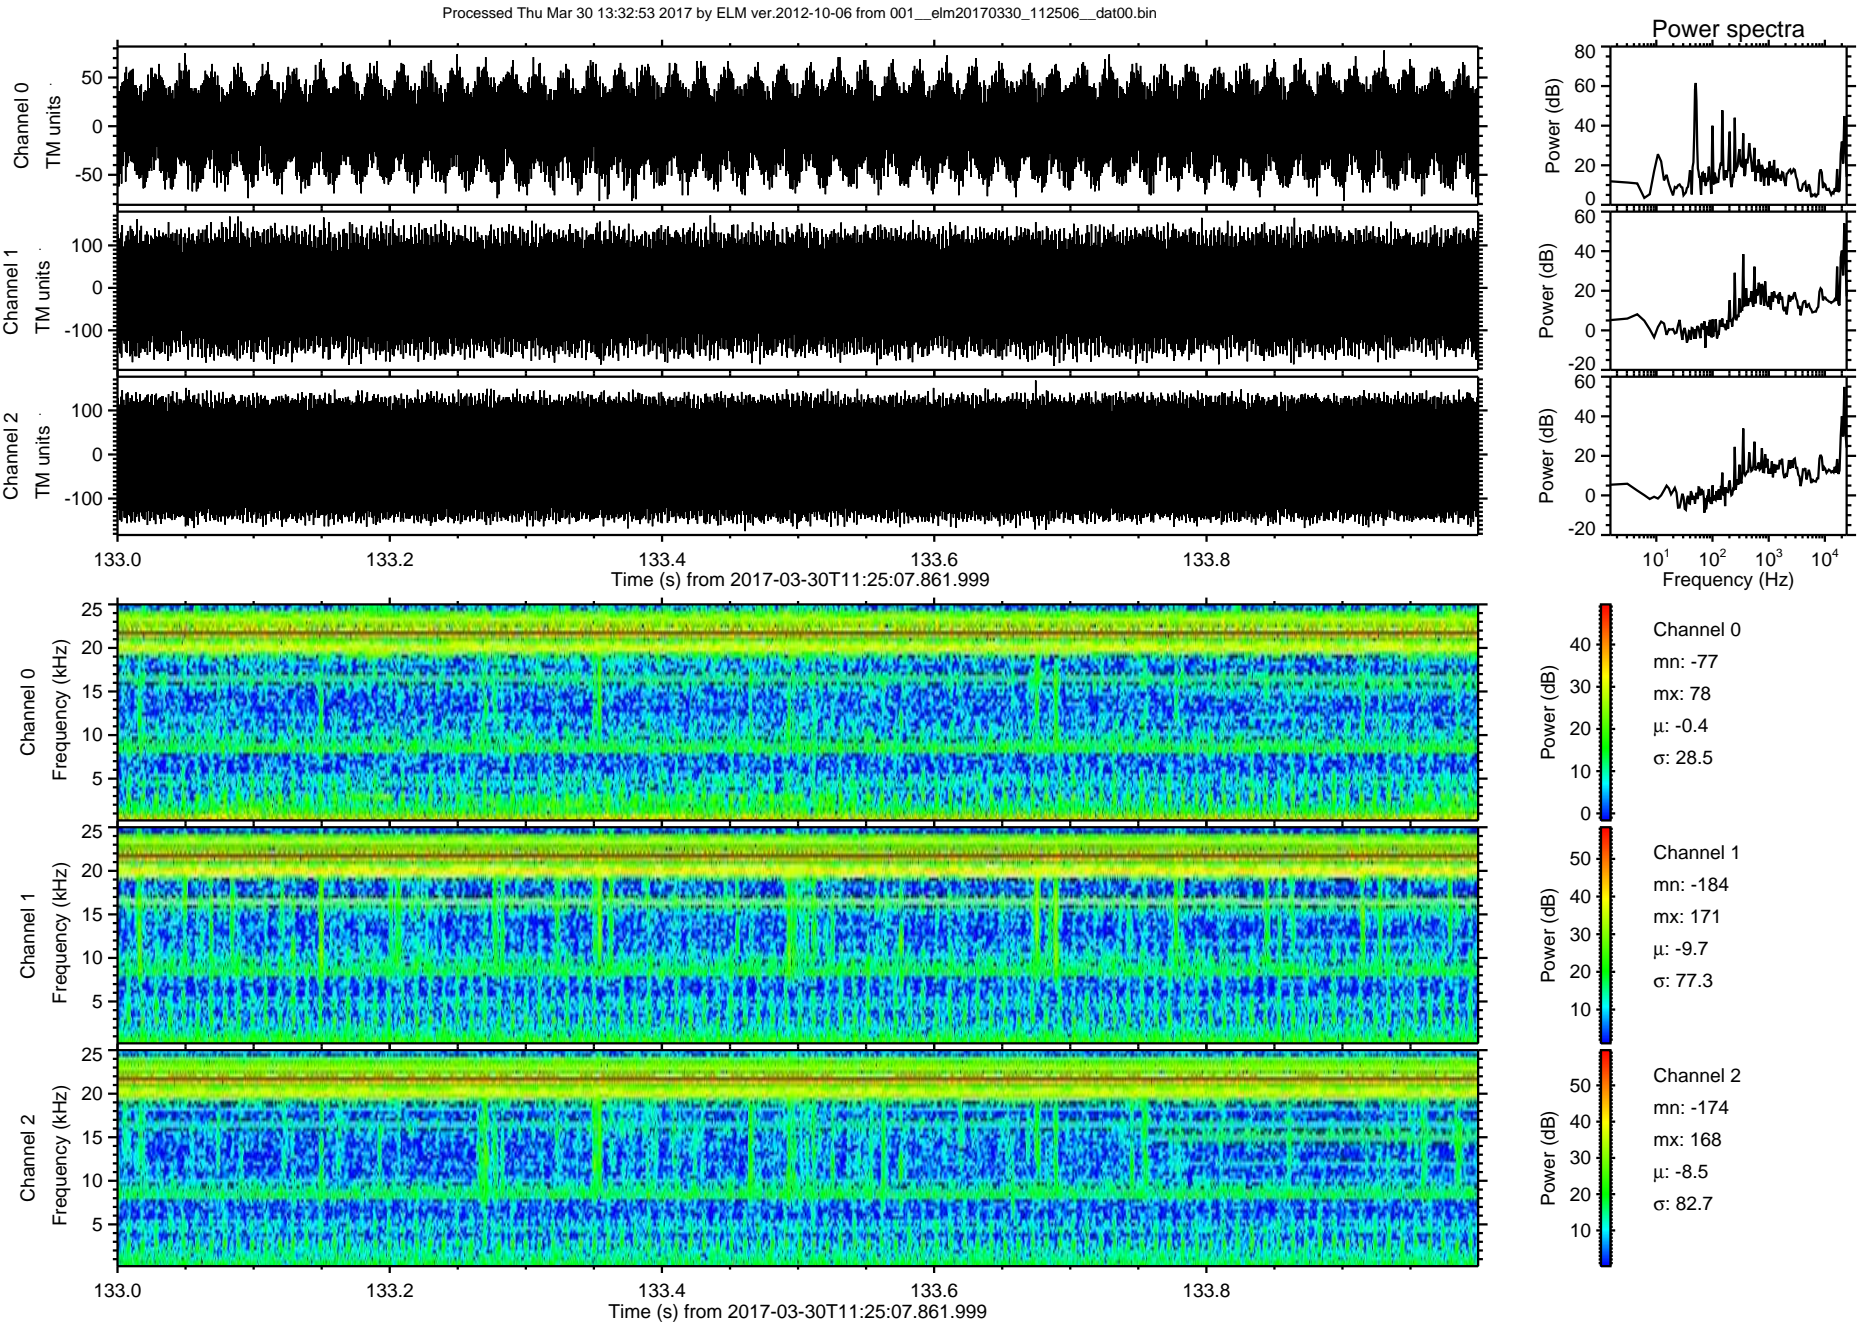 Processed Thu Mar 30 13:32:53 2017 by ELM ver.2012-10-06 from 001__elm20170330_112506__dat00.bin
Power spectra
Channel 0
TM units
50
0
-50
Power (dB)
80
60
40
20
0
Channel 1
TM units
100
0
-100
Power (dB)
60
40
20
0
-20
Channel 2
TM units
100
0
-100
Power (dB)
60
40
20
0
-20
133.0 133.2 133.4 133.6 133.8
Time (s) from 2017-03-30T11:25:07.861.999
10¹ 10² 10³ 10⁴
Frequency (Hz)
Channel 0
Frequency (kHz)
25
20
15
10
5
Power (dB)
40
30
20
10
0
Channel 0
mn: -77
mx: 78
µ: -0.4
σ: 28.5
Channel 1
Frequency (kHz)
25
20
15
10
5
Power (dB)
50
40
30
20
10
Channel 1
mn: -184
mx: 171
µ: -9.7
σ: 77.3
Channel 2
Frequency (kHz)
25
20
15
10
5
Power (dB)
50
40
30
20
10
Channel 2
mn: -174
mx: 168
µ: -8.5
σ: 82.7
133.0 133.2 133.4 133.6 133.8
Time (s) from 2017-03-30T11:25:07.861.999